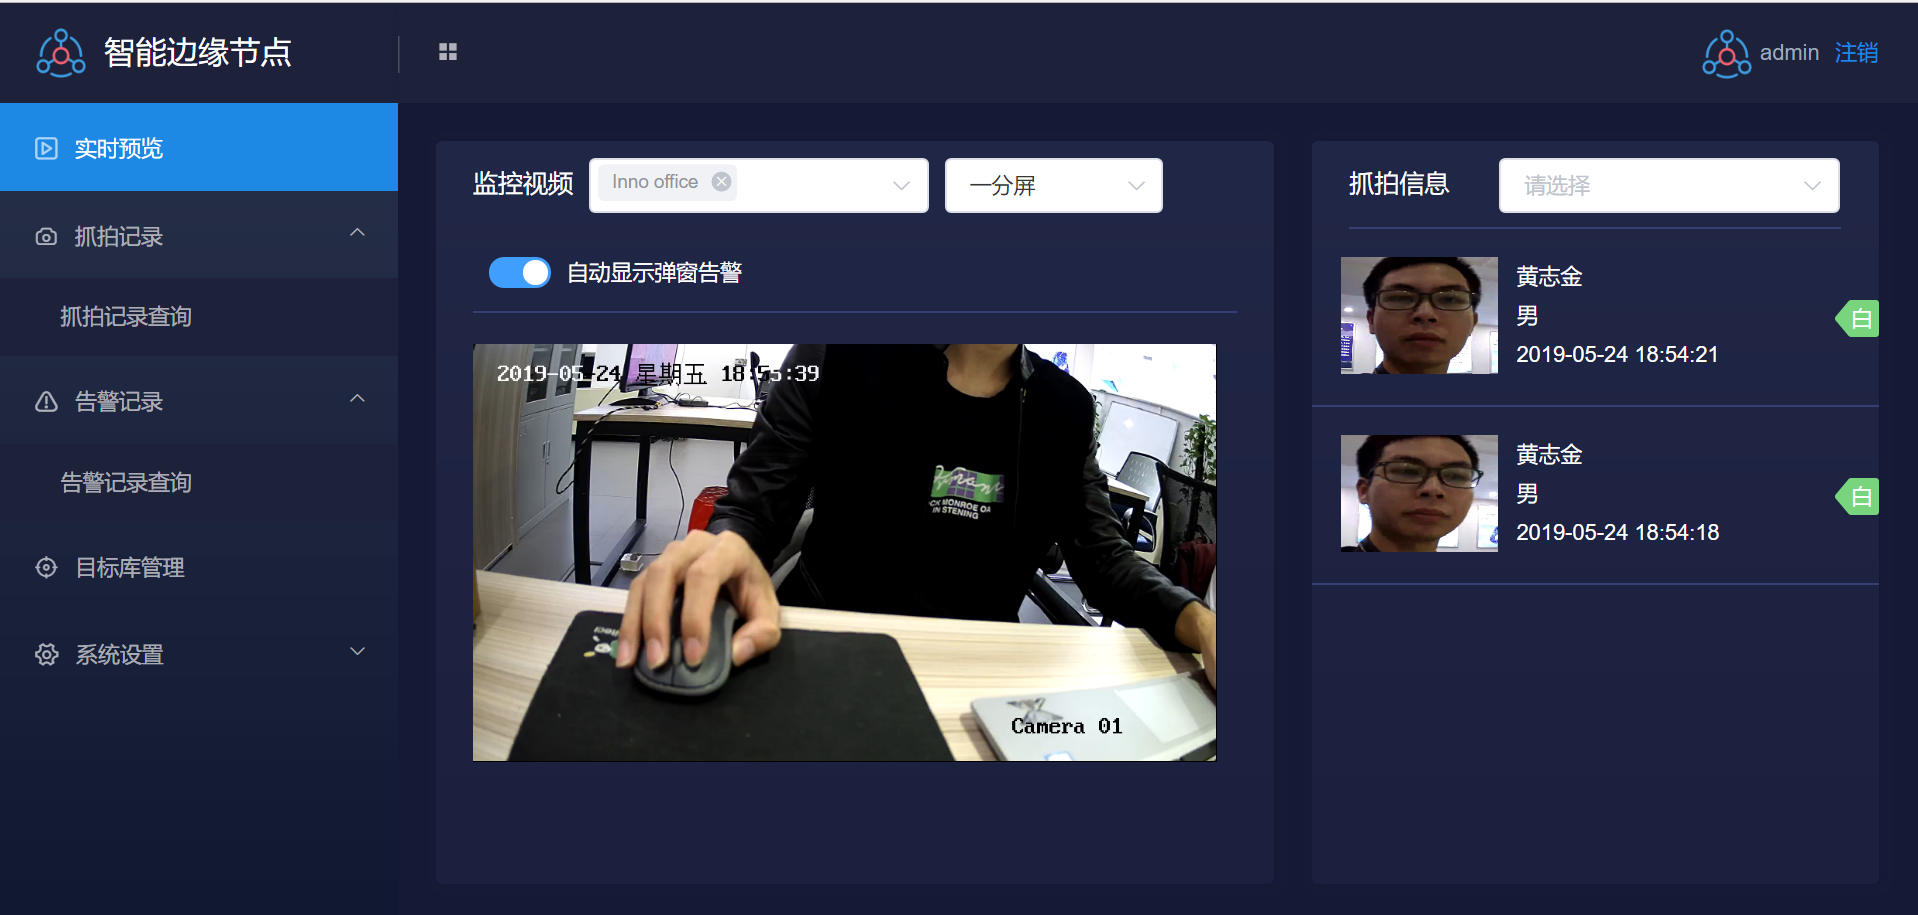 智能边缘节点
admin 注销
实时预览
抓拍记录
抓拍记录查询
告警记录
告警记录查询
目标库管理
系统设置
监控视频 Inno office 一分屏
自动显示弹窗告警
2019-05-24 星期五 18:55:39
CK MONROE OA
IN STENING
Camera 01
抓拍信息 请选择
黄志金
男
白
2019-05-24 18:54:21
黄志金
男
白
2019-05-24 18:54:18